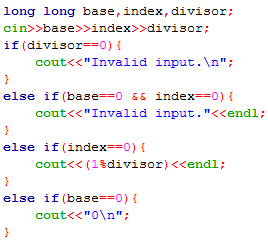 long long base,index,divisor;
cin>>base>>index>>divisor;
if(divisor==0){
cout<<"Invalid input.\n";
}
else if(base==0 && index==0){
cout<<"Invalid input."<<endl;
}
else if(index==0){
cout<<(1%divisor)<<endl;
}
else if(base==0){
cout<<"0\n";
}